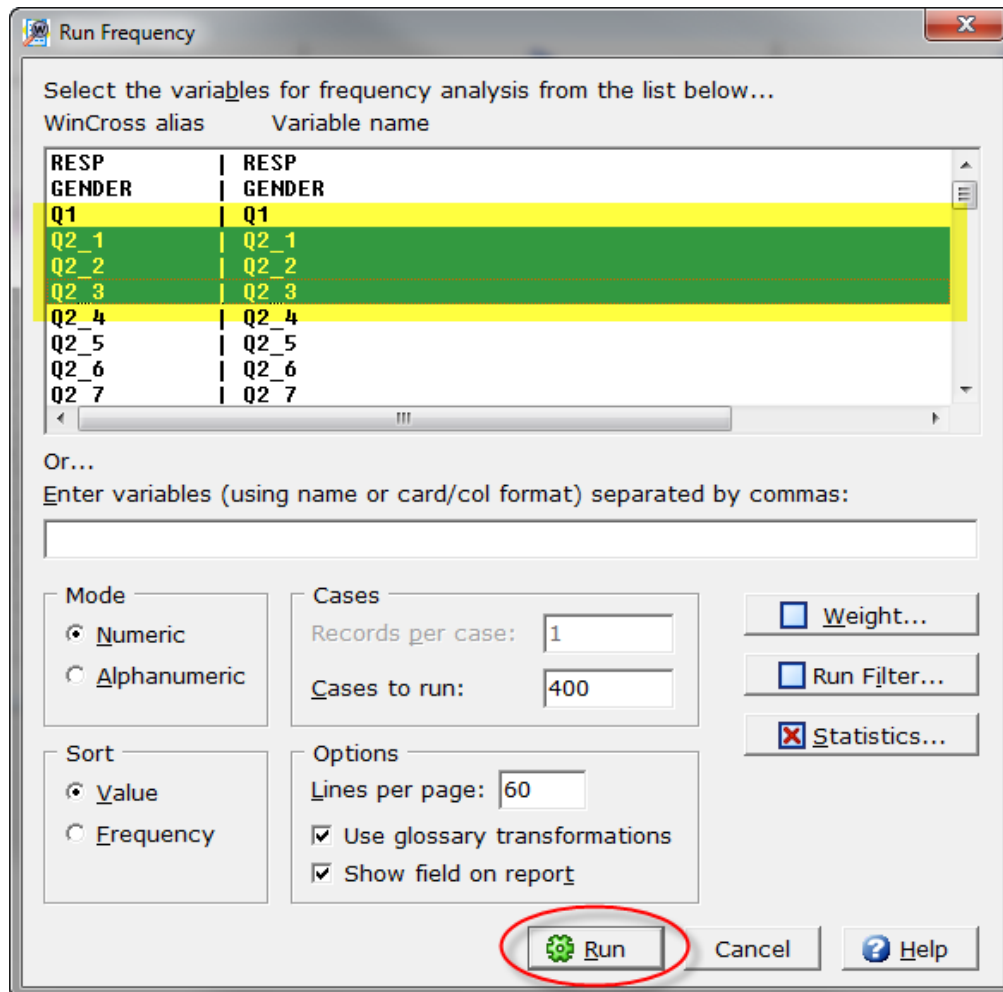 Run Frequency
Select the variables for frequency analysis from the list below...
WinCross alias Variable name
RESP | RESP
GENDER | GENDER
Q1 | Q1
Q2_1 | Q2_1
Q2_2 | Q2_2
Q2_3 | Q2_3
Q2_4 | Q2_4
Q2_5 | Q2_5
Q2_6 | Q2_6
Q2_7 | Q2_7
Or...
Enter variables (using name or card/col format) separated by commas:
Mode
Numeric
Alphanumeric
Cases
Records per case: 1
Cases to run: 400
Weight...
Run Filter...
Statistics...
Sort
Value
Frequency
Options
Lines per page: 60
Use glossary transformations
Show field on report
Run Cancel Help